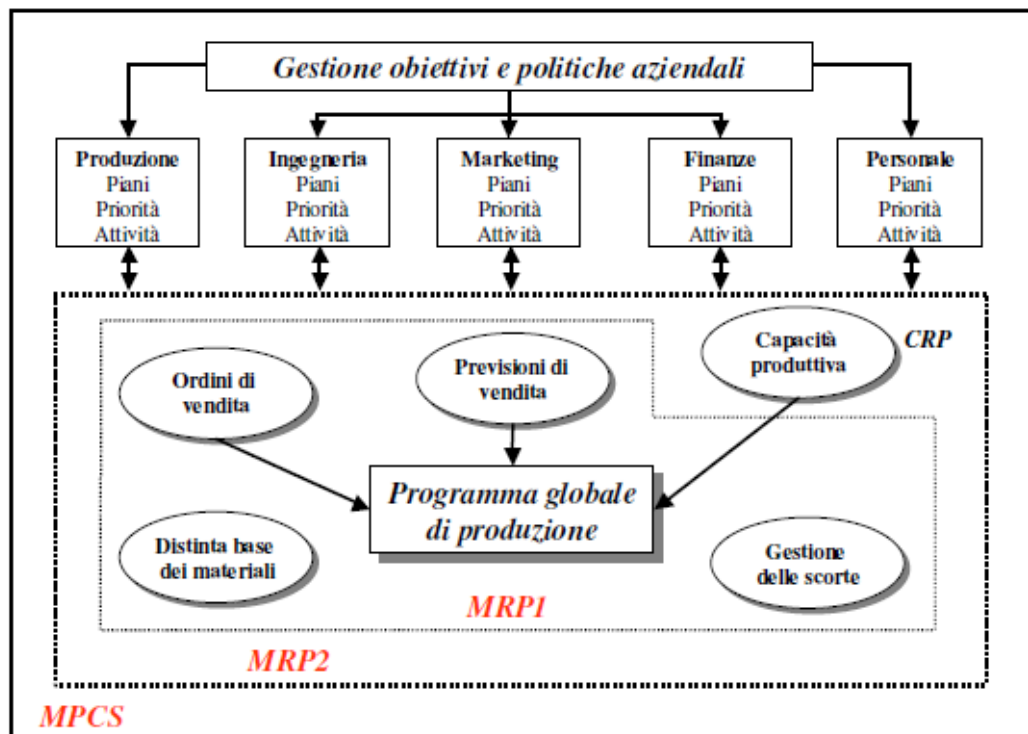 Gestione obiettivi e politiche aziendali
Produzione
Piani
Priorità
Attività
Ingegneria
Piani
Priorità
Attività
Marketing
Piani
Priorità
Attività
Finanze
Piani
Priorità
Attività
Personale
Piani
Priorità
Attività
Ordini di
vendita
Previsioni di
vendita
Capacità
produttiva
CRP
Programma globale
di produzione
Distinta base
dei materiali
Gestione
delle scorte
MRP1
MRP2
MPCS